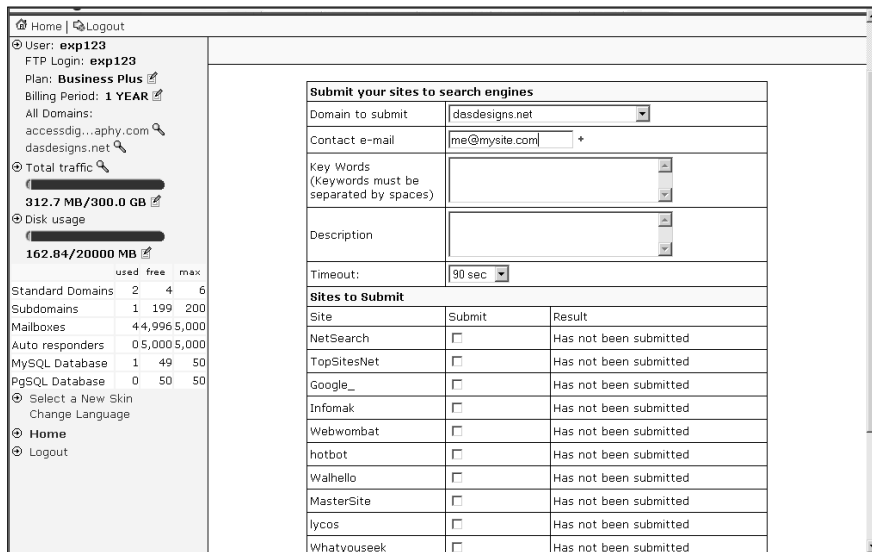 Home | Logout
User: exp123
FTP Login: exp123
Plan: Business Plus
Billing Period: 1 YEAR
All Domains:
accessdig...aphy.com
dasdesigns.net
Total traffic
312.7 MB/300.0 GB
Disk usage
162.84/20000 MB
used free max
Standard Domains 2 4 6
Subdomains 1 199 200
Mailboxes 4 4,996 5,000
Auto responders 0 5,000 5,000
MySQL Database 1 49 50
PgSQL Database 0 50 50
Select a New Skin
Change Language
Home
Logout
Submit your sites to search engines
Domain to submit dasdesigns.net
Contact e-mail me@mysite.com +
Key Words
(Keywords must be
separated by spaces)
Description
Timeout: 90 sec
Sites to Submit
Site Submit Result
NetSearch Has not been submitted
TopSitesNet Has not been submitted
Google_ Has not been submitted
Infomak Has not been submitted
Webwombat Has not been submitted
hotbot Has not been submitted
Walhello Has not been submitted
MasterSite Has not been submitted
lycos Has not been submitted
Whatyouseek Has not been submitted